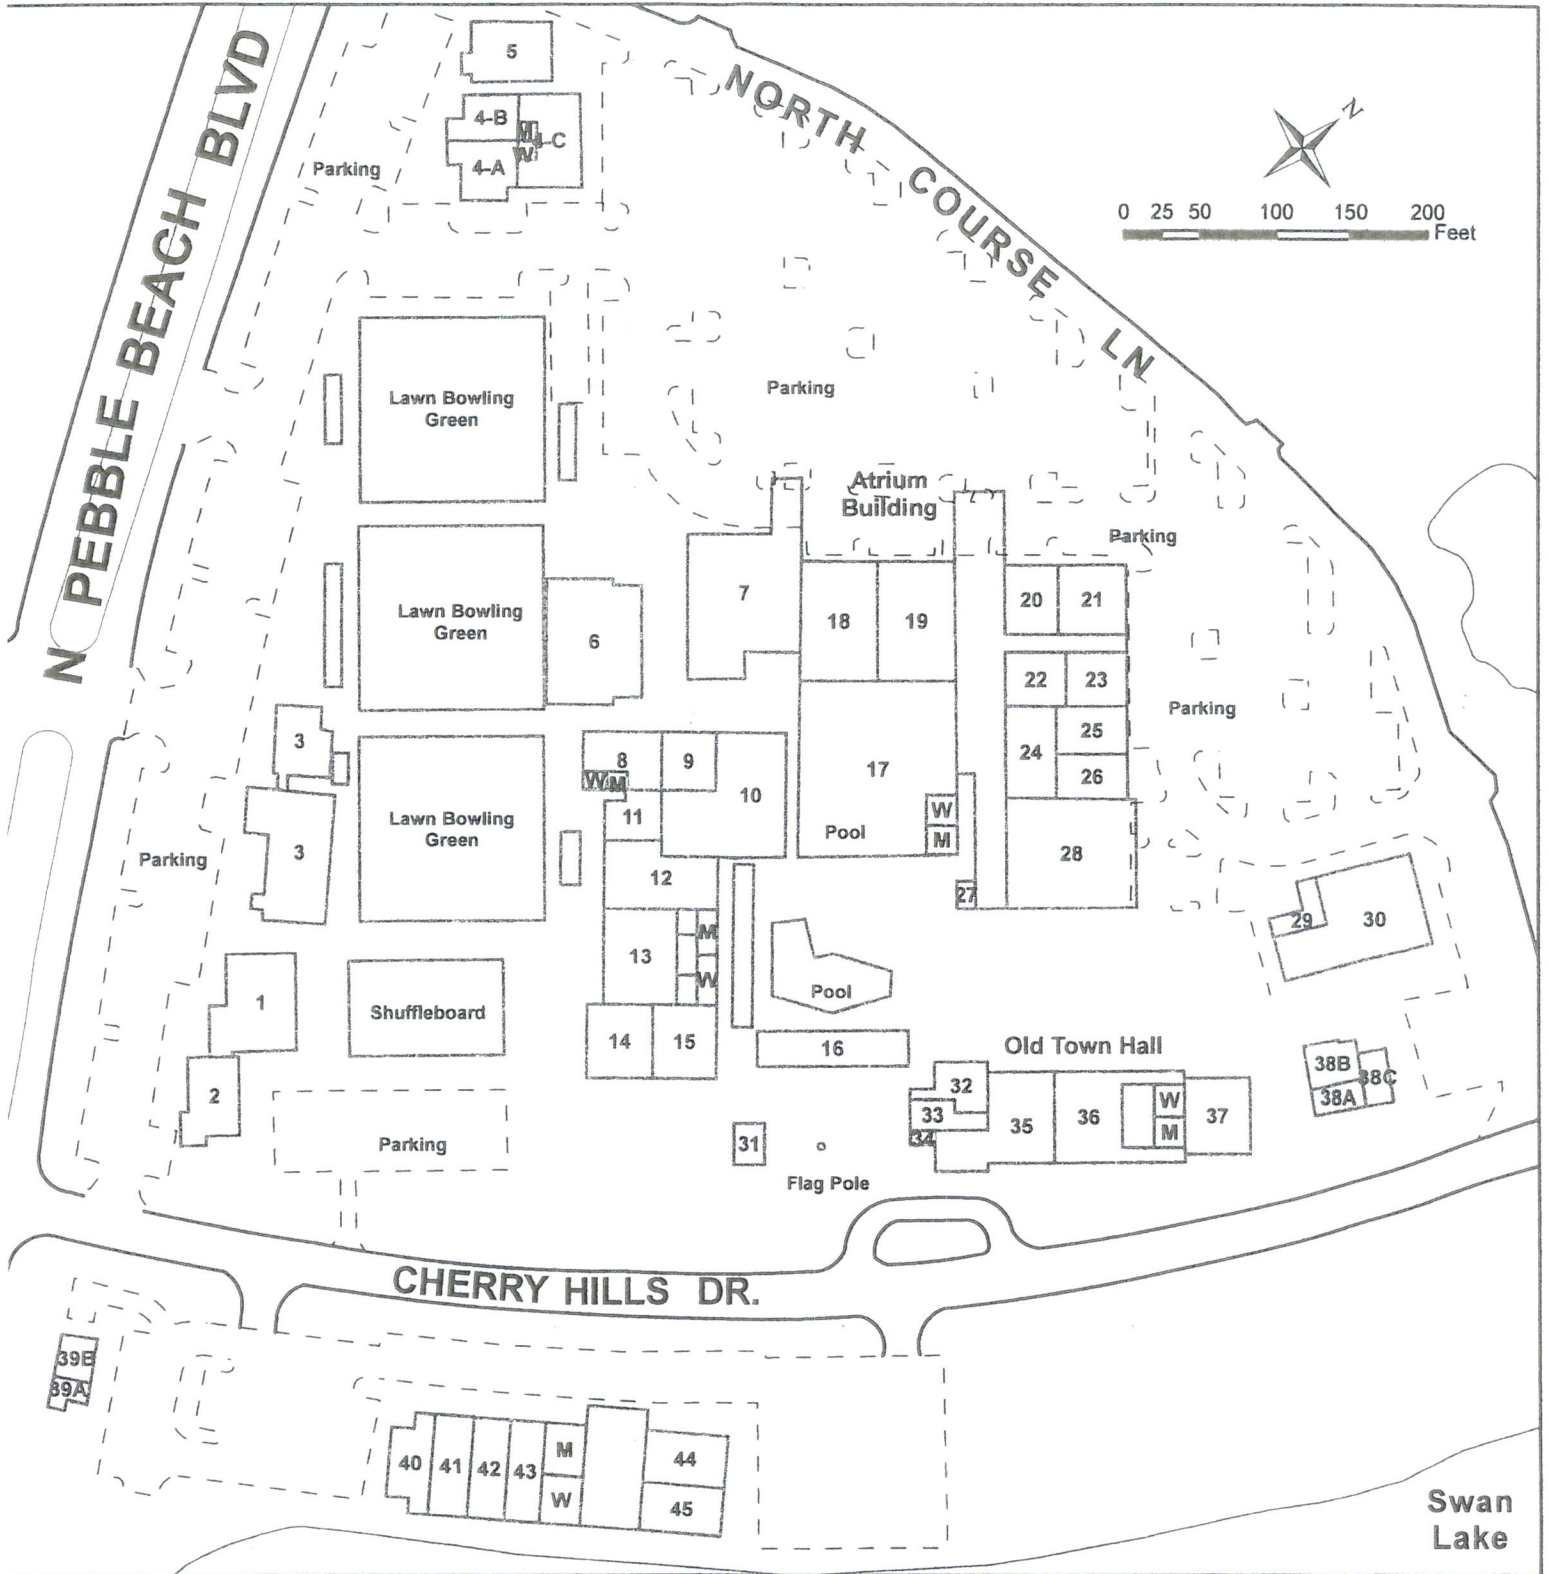 5
4-B
M
4-C
W
4-A
Parking
N PEBBLE BEACH BLVD
NORTH COURSE LN
N
0 25 50 100 150 200
Feet
Lawn Bowling
Green
Parking
Atrium
Building
Parking
Lawn Bowling
Green
6
7
18
19
20
21
22
23
Parking
24
25
26
3
8
9
W
M
10
17
11
Lawn Bowling
Green
Pool
W
M
3
Parking
28
12
27
29
30
M
13
W
1
Shuffleboard
Pool
14
15
16
Old Town Hall
38B
38C
38A
2
32
33
34
35
36
W
M
37
Parking
31
Flag Pole
CHERRY HILLS DR.
39B
39A
40
41
42
43
M
W
44
45
Swan
Lake